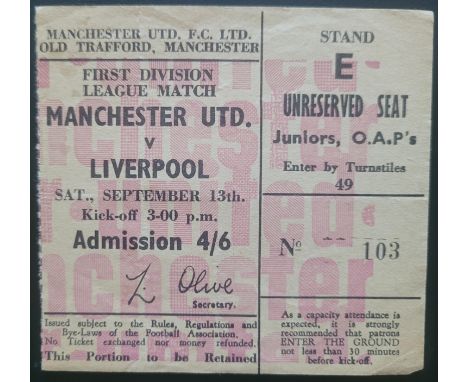 MANCHESTER UTD. F.C. LTD.
OLD TRAFFORD, MANCHESTER
FIRST DIVISION
LEAGUE MATCH
MANCHESTER UTD.
v
LIVERPOOL
SAT., SEPTEMBER 13th.
Kick-off 3-00 p.m.
Admission 4/6
L. Olive
Secretary.
Issued subject to the Rules, Regulations and
Bye-Laws of the Football Association.
No Ticket exchanged nor money refunded.
This Portion to be Retained
STAND
E
UNRESERVED SEAT
Juniors, O.A.P's
Enter by Turnstiles
49
No 103
As a capacity attendance is
expected, it is strongly
recommended that patrons
ENTER THE GROUND
not less than 30 minutes
before kick-off.